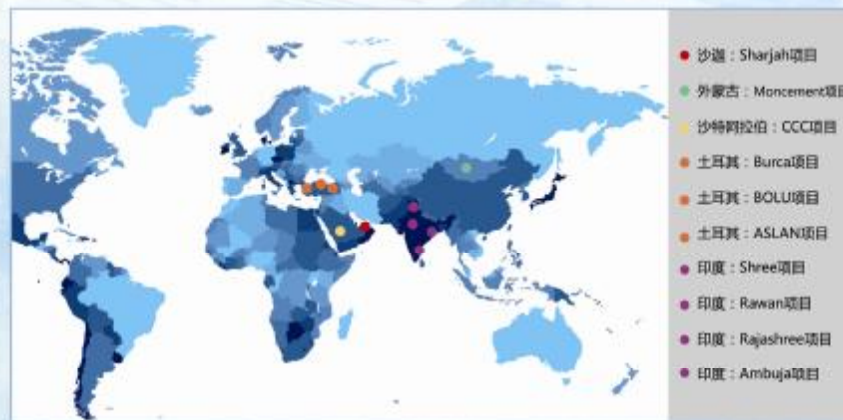 沙迦：Sharjah项目
外蒙古：Moncement项目
沙特阿拉伯：CCC项目
土耳其：Burca项目
土耳其：BOLU项目
土耳其：ASLAN项目
印度：Shree项目
印度：Rawan项目
印度：Rajashree项目
印度：Ambuja项目